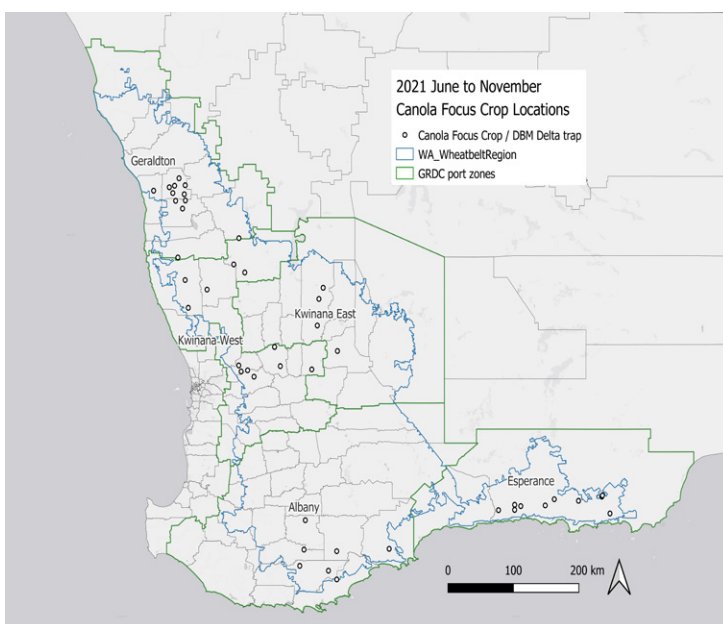 2021 June to November
Canola Focus Crop Locations
Canola Focus Crop / DBM Delta trap
WA_WheatbeltRegion
GRDC port zones
Geraldton
Kwinana East
Kwinana West
Esperance
Albany
0 100 200 km